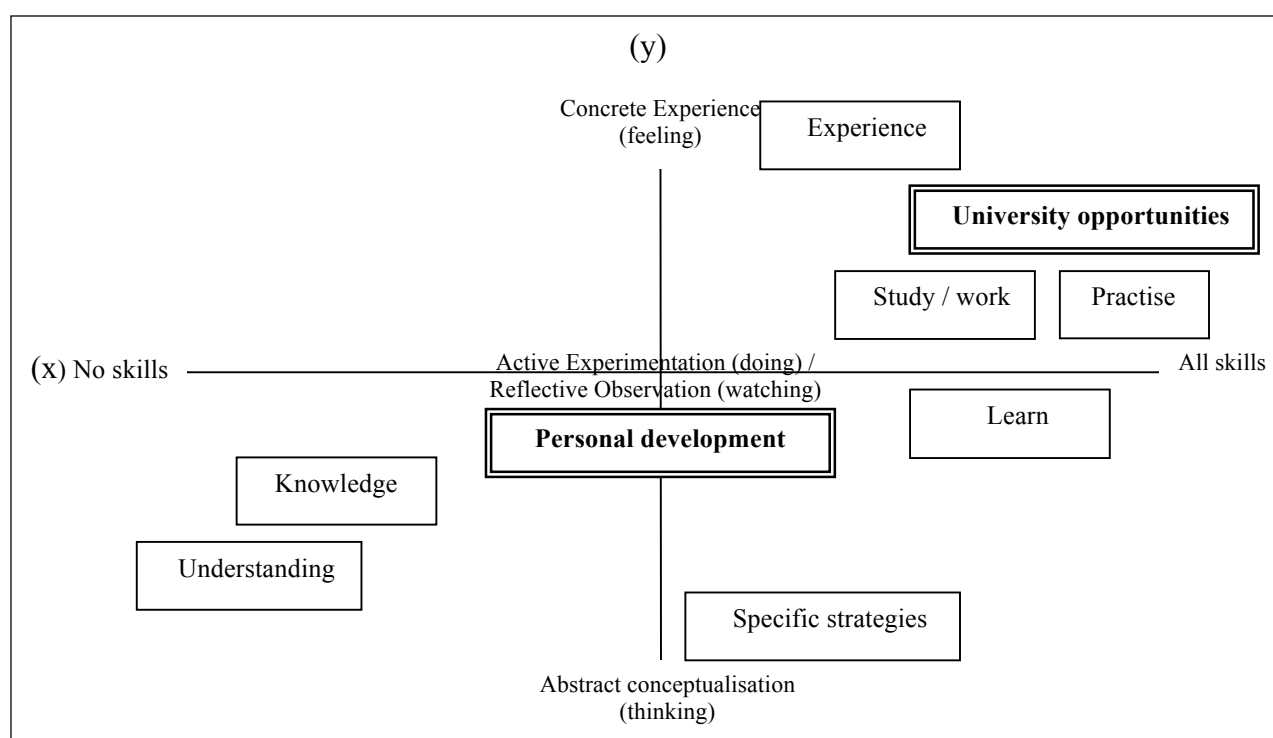 (y)
Concrete Experience
(feeling)
Experience
University opportunities
Study / work
Practise
(x) No skills
Active Experimentation (doing) /
Reflective Observation (watching)
All skills
Learn
Personal development
Knowledge
Understanding
Specific strategies
Abstract conceptualisation
(thinking)